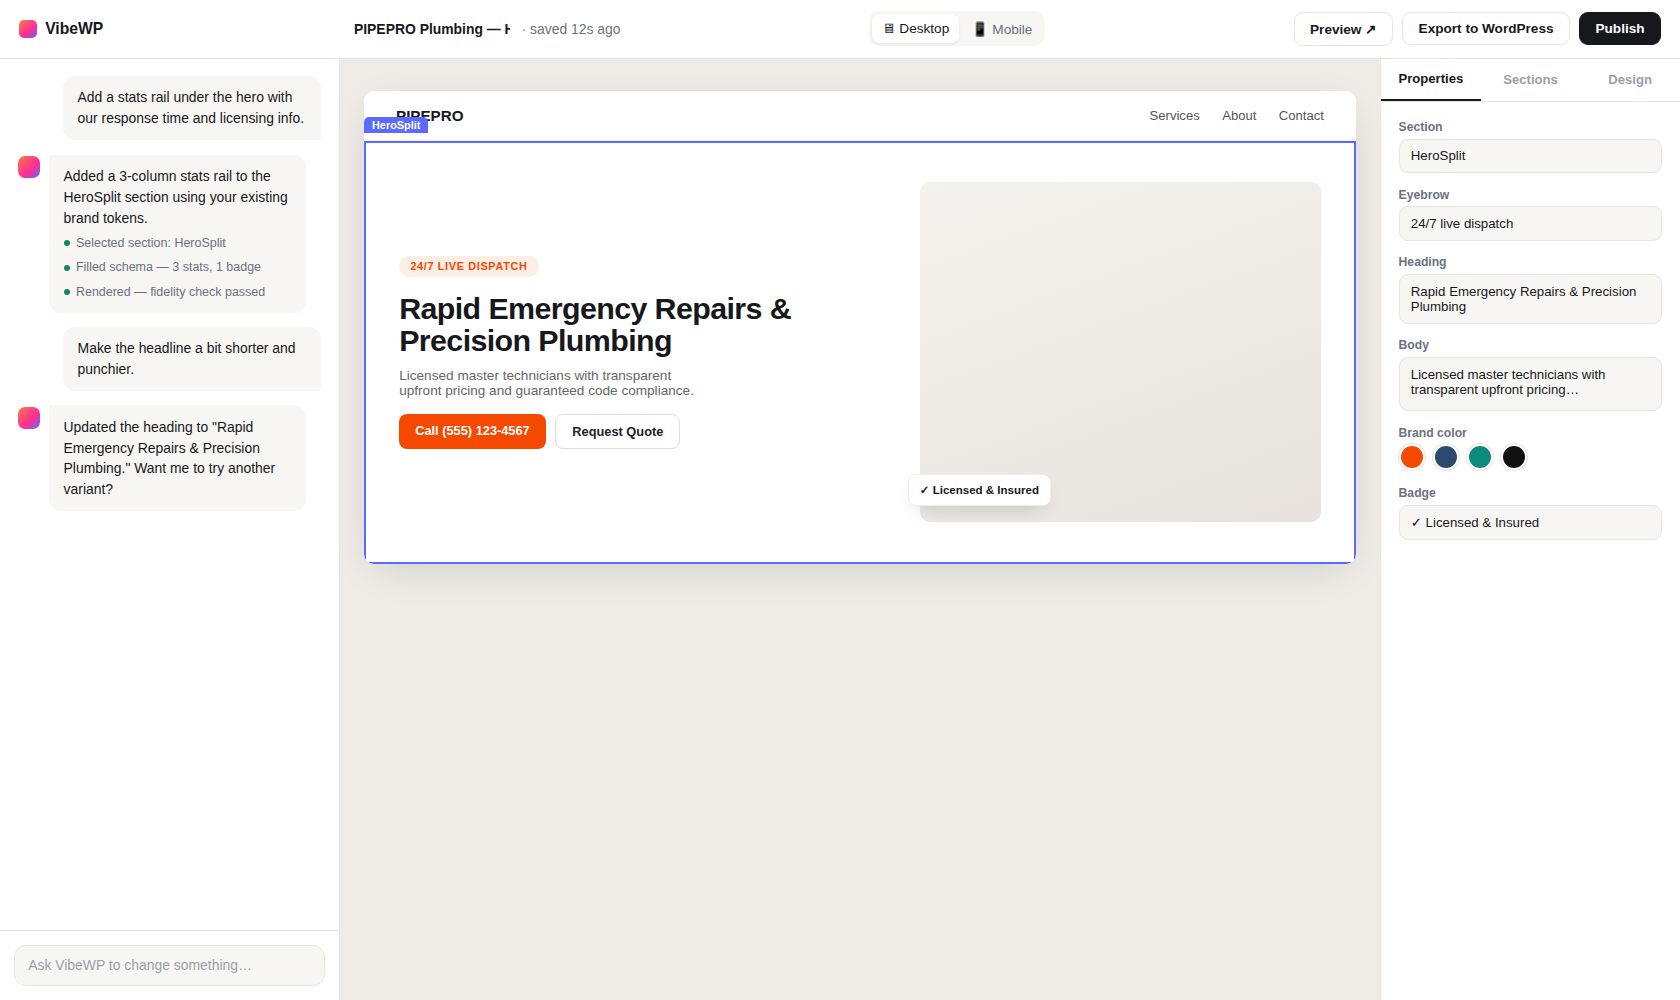 VibeWP
PIPEPRO Plumbing —
· saved 12s ago
🖥 Desktop
📱 Mobile
Preview ↗
Export to WordPress
Publish
Add a stats rail under the hero with
our response time and licensing info.
Added a 3-column stats rail to the
HeroSplit section using your existing
brand tokens.
Selected section: HeroSplit
Filled schema — 3 stats, 1 badge
Rendered — fidelity check passed
Make the headline a bit shorter and
punchier.
Updated the heading to "Rapid
Emergency Repairs & Precision
Plumbing." Want me to try another
variant?
Ask VibeWP to change something…
PIPEPRO
Services
About
Contact
HeroSplit
24/7 LIVE DISPATCH
Rapid Emergency Repairs &
Precision Plumbing
Licensed master technicians with transparent
upfront pricing and guaranteed code compliance.
Call (555) 123-4567
Request Quote
✓ Licensed & Insured
Properties
Sections
Design
Section
HeroSplit
Eyebrow
24/7 live dispatch
Heading
Rapid Emergency Repairs & Precision
Plumbing
Body
Licensed master technicians with
transparent upfront pricing…
Brand color
Badge
✓ Licensed & Insured